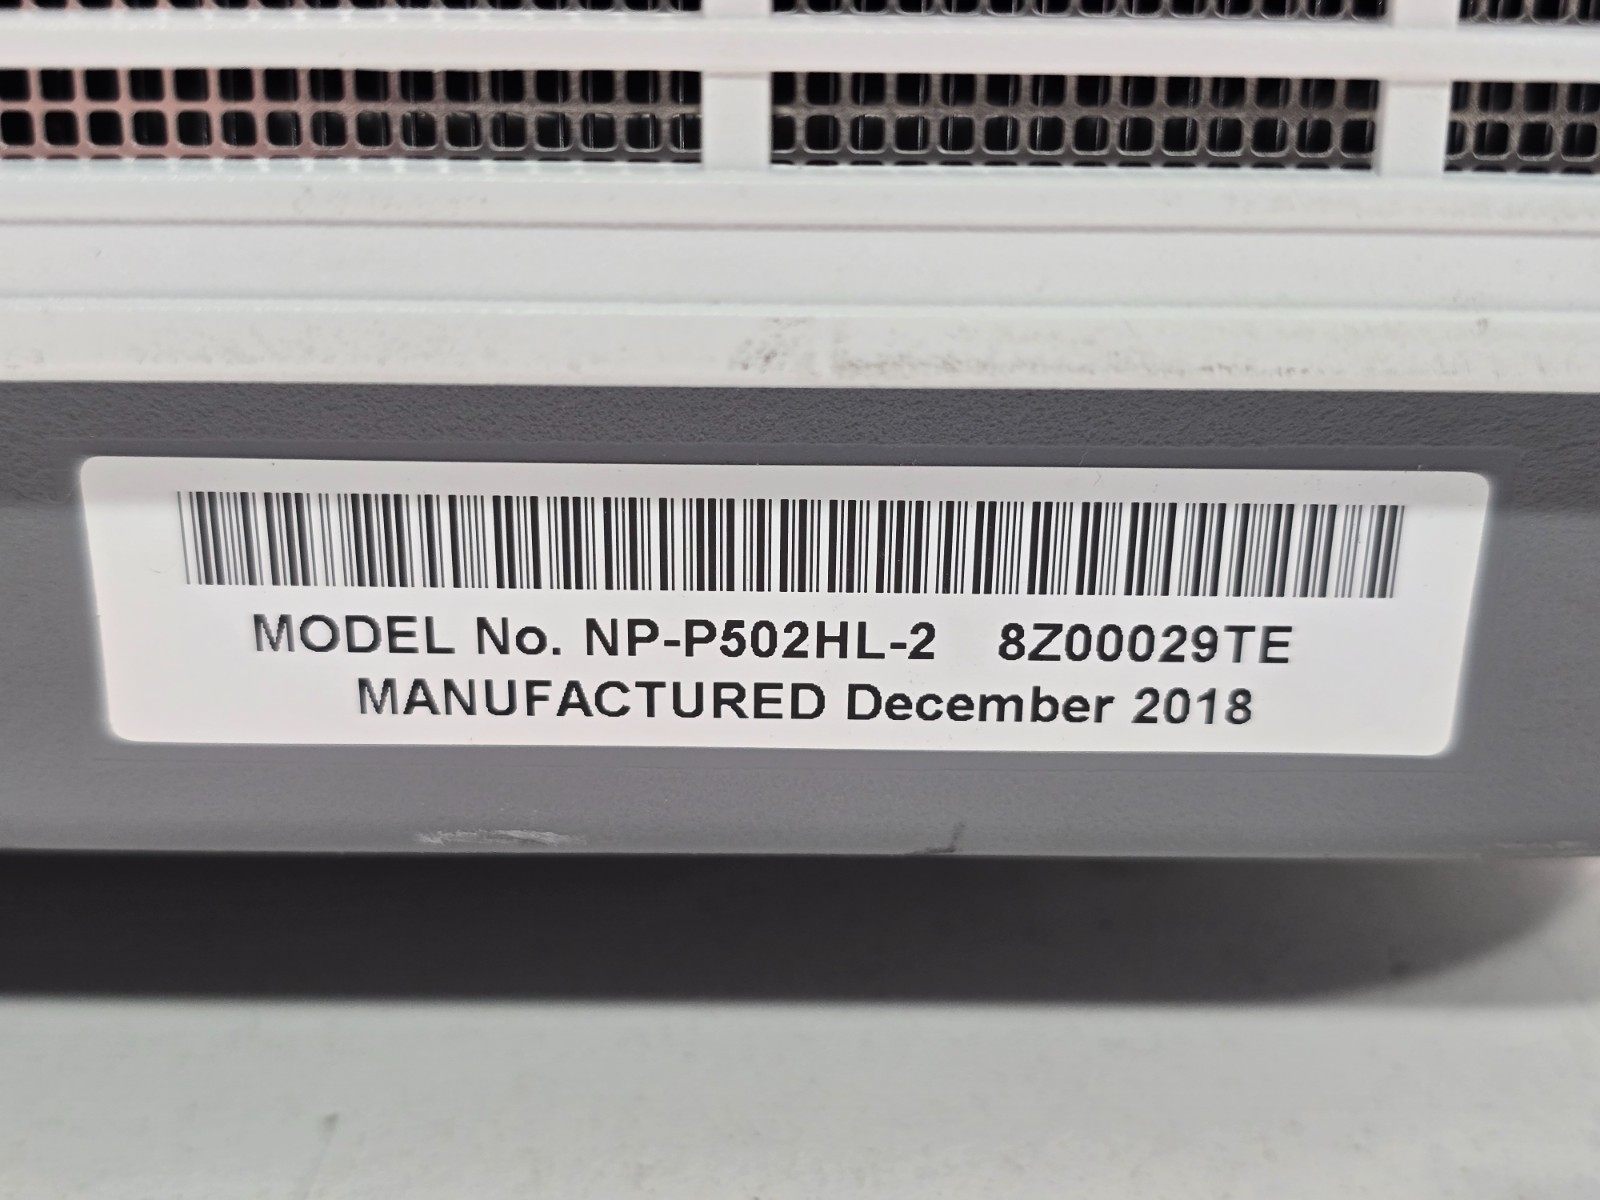 MODEL No. NP-P502HL-2 8Z00029TE
MANUFACTURED December 2018